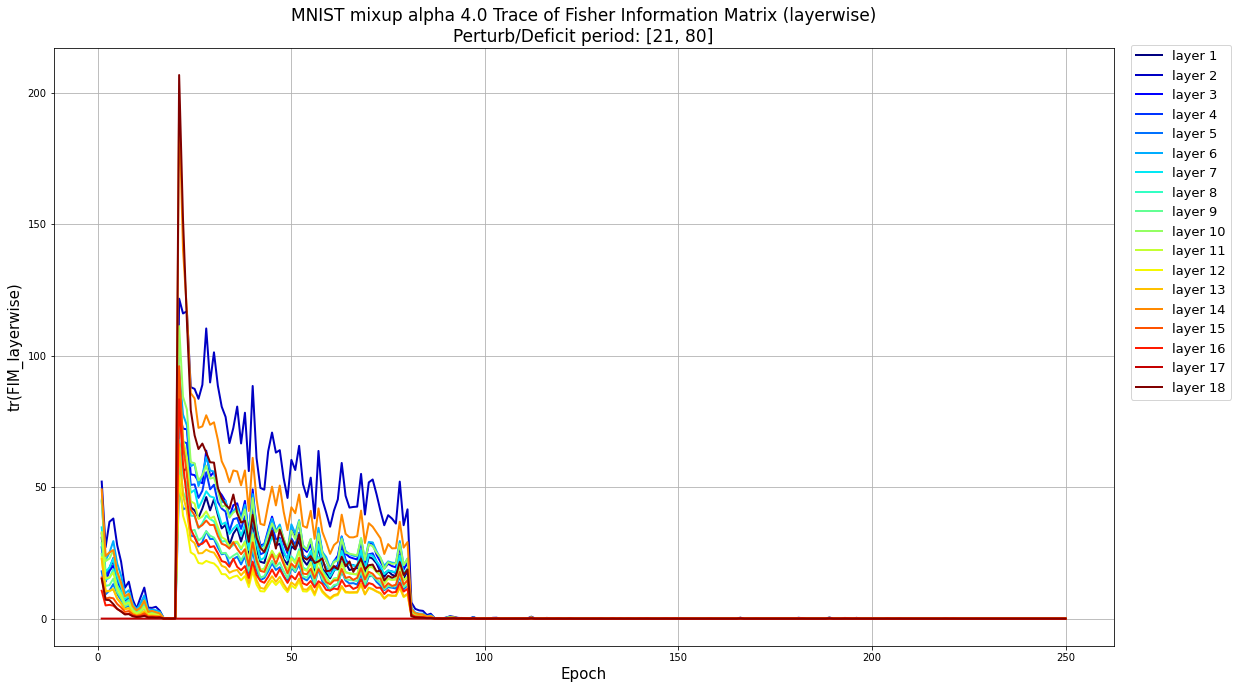 MNIST mixup alpha 4.0 Trace of Fisher Information Matrix (layerwise)
Perturb/Deficit period: [21, 80]
tr(FIM_layerwise)
200
150
100
50
0
0
50
100
150
200
250
Epoch
layer 1
layer 2
layer 3
layer 4
layer 5
layer 6
layer 7
layer 8
layer 9
layer 10
layer 11
layer 12
layer 13
layer 14
layer 15
layer 16
layer 17
layer 18